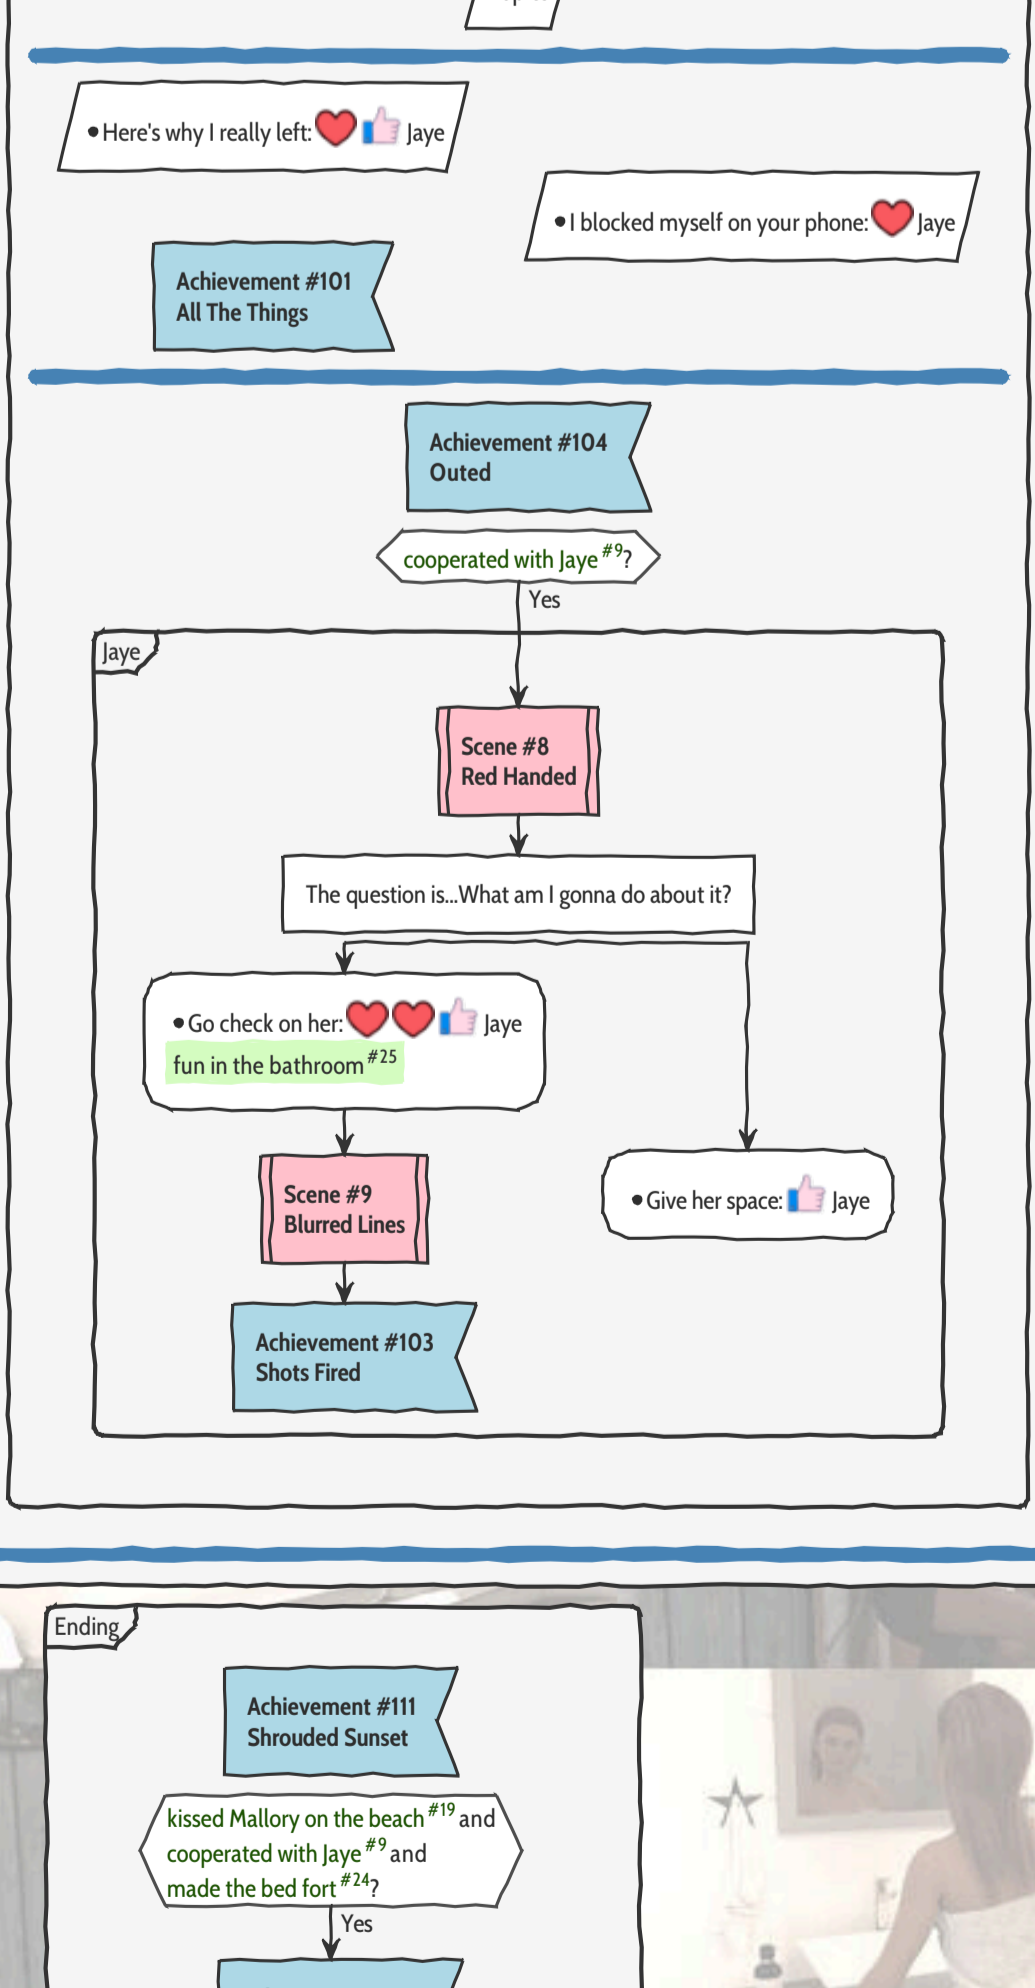 • Here's why I really left: Jaye
• I blocked myself on your phone: Jaye
Achievement #101
All The Things
Achievement #104
Outed
cooperated with Jaye #9?
Yes
Jaye
Scene #8
Red Handed
The question is...What am I gonna do about it?
• Go check on her: Jaye
fun in the bathroom #25
Scene #9
Blurred Lines
• Give her space: Jaye
Achievement #103
Shots Fired
Ending
Achievement #111
Shrouded Sunset
kissed Mallory on the beach #19 and
cooperated with Jaye #9 and
made the bed fort #24?
Yes